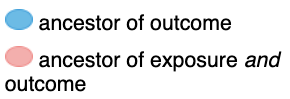 ancestor of outcome
ancestor of exposure and
outcome